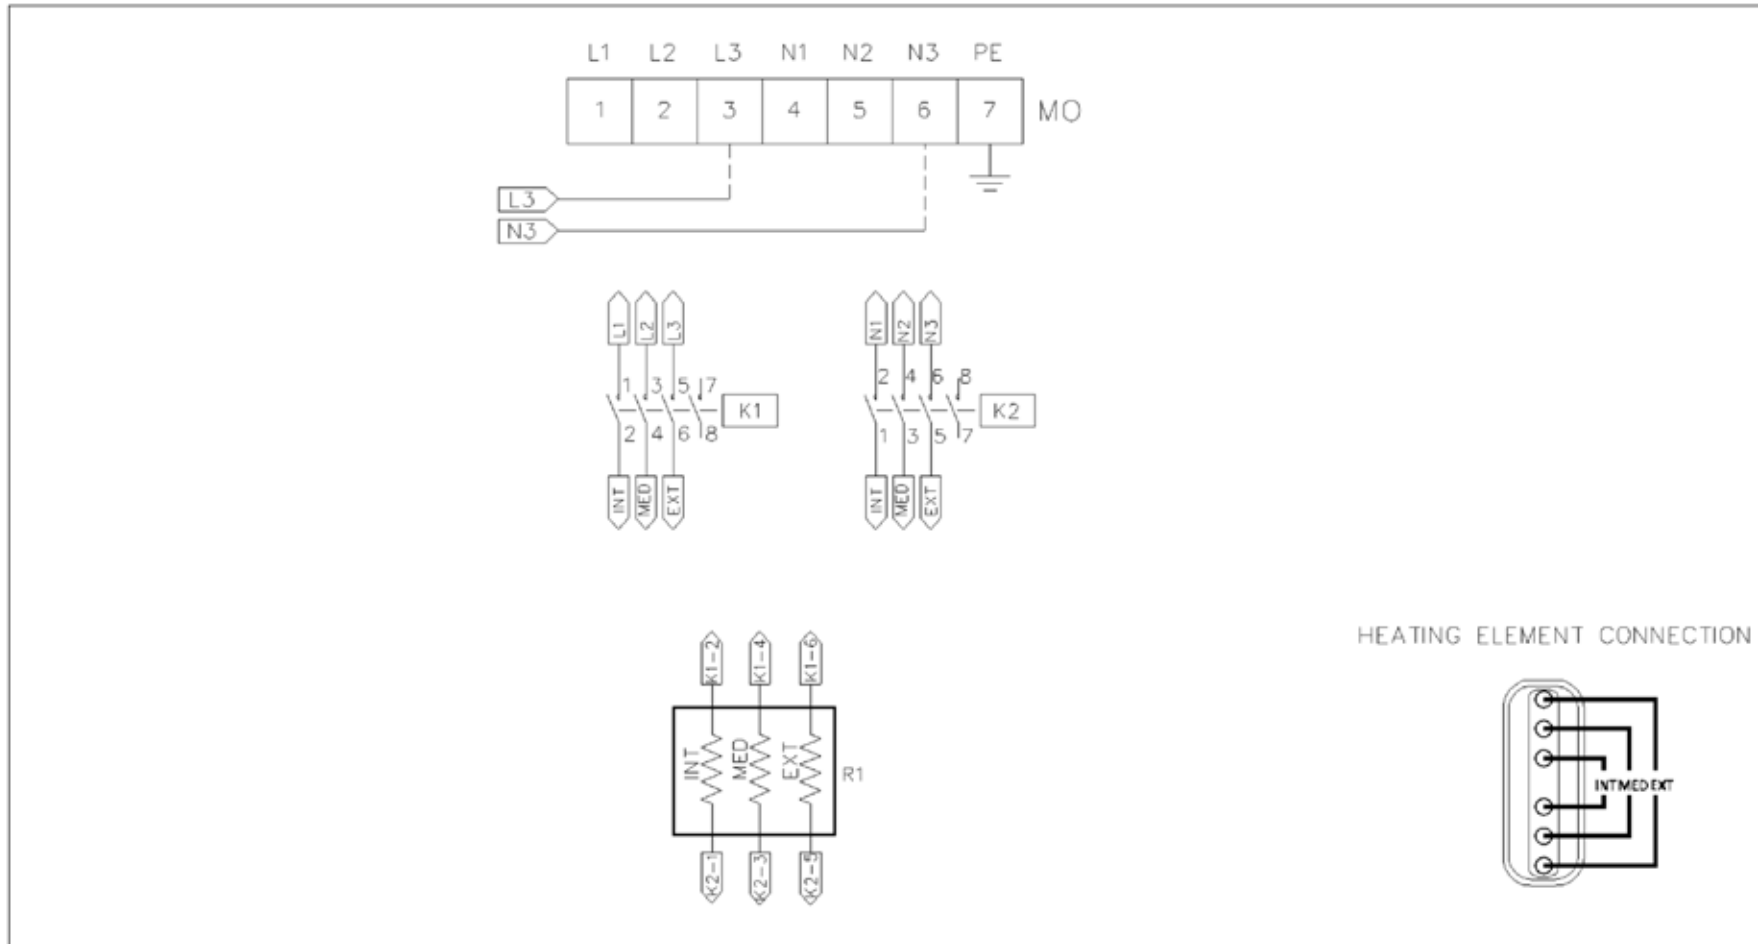 L1 L2 L3 N1 N2 N3 PE
1 2 3 4 5 6 7 MO
L3
N3
L1 L2 L3 N1 N2 N3
1 3 5 7 2 4 6 8
K1 K2
2 4 6 8 1 3 5 7
INT MED EXT INT MED EXT
HEATING ELEMENT CONNECTION
K1-2 K1-4 K1-6
INT MED EXT R1
INT MED EXT
K2-1 K2-3 K2-5